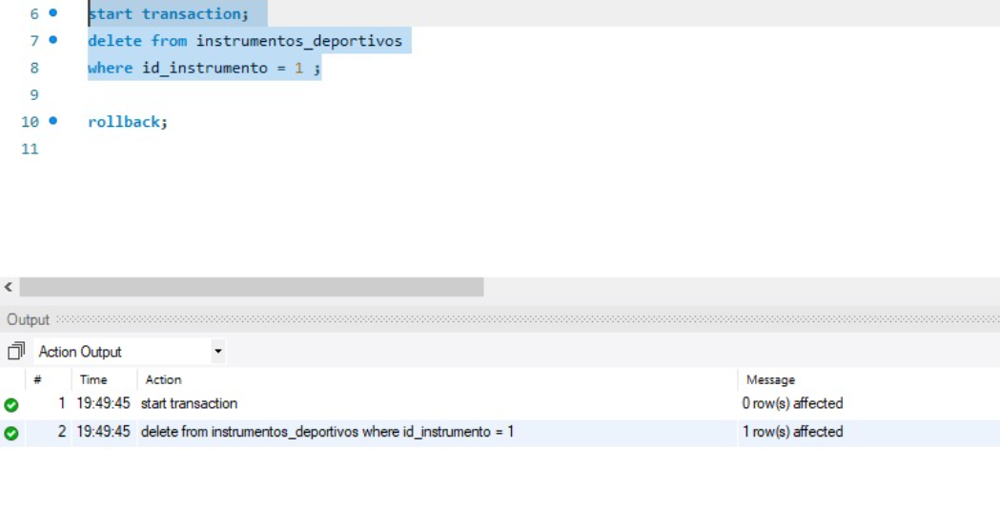 6 start transaction;
7 delete from instrumentos_deportivos
8 where id_instrumento = 1 ;
9
10 rollback;
11
Output
Action Output
# Time Action Message
1 19:49:45 start transaction 0 row(s) affected
2 19:49:45 delete from instrumentos_deportivos where id_instrumento = 1 1 row(s) affected